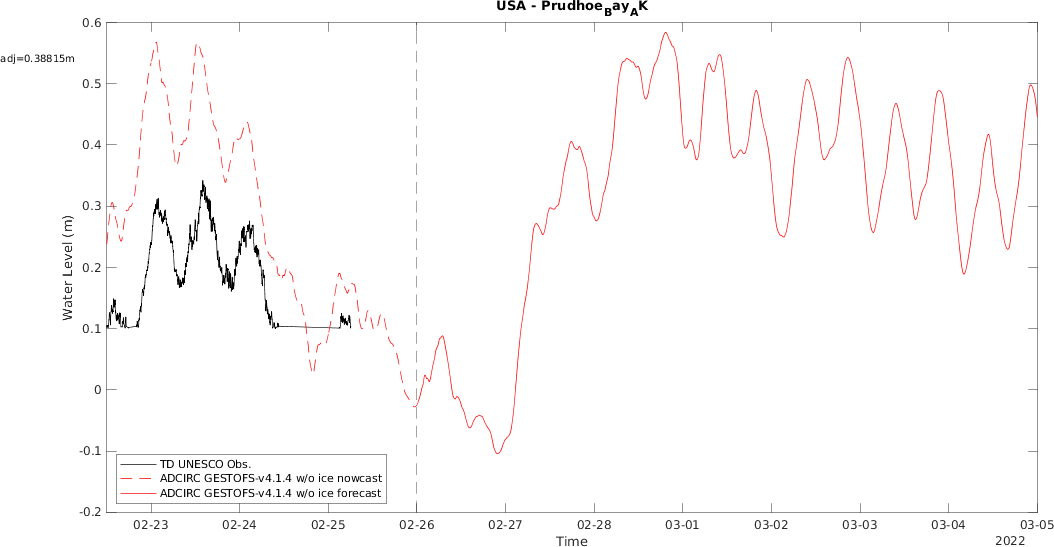 USA - Prudhoe_Bay_AK
adj=0.38815m
0.6
0.5
0.4
0.3
0.2
0.1
0
-0.1
-0.2
Water Level (m)
TD UNESCO Obs.
ADCIRC GESTOFS-v4.1.4 w/o ice nowcast
ADCIRC GESTOFS-v4.1.4 w/o ice forecast
02-23 02-24 02-25 02-26 02-27 02-28 03-01 03-02 03-03 03-04 03-05
Time
2022